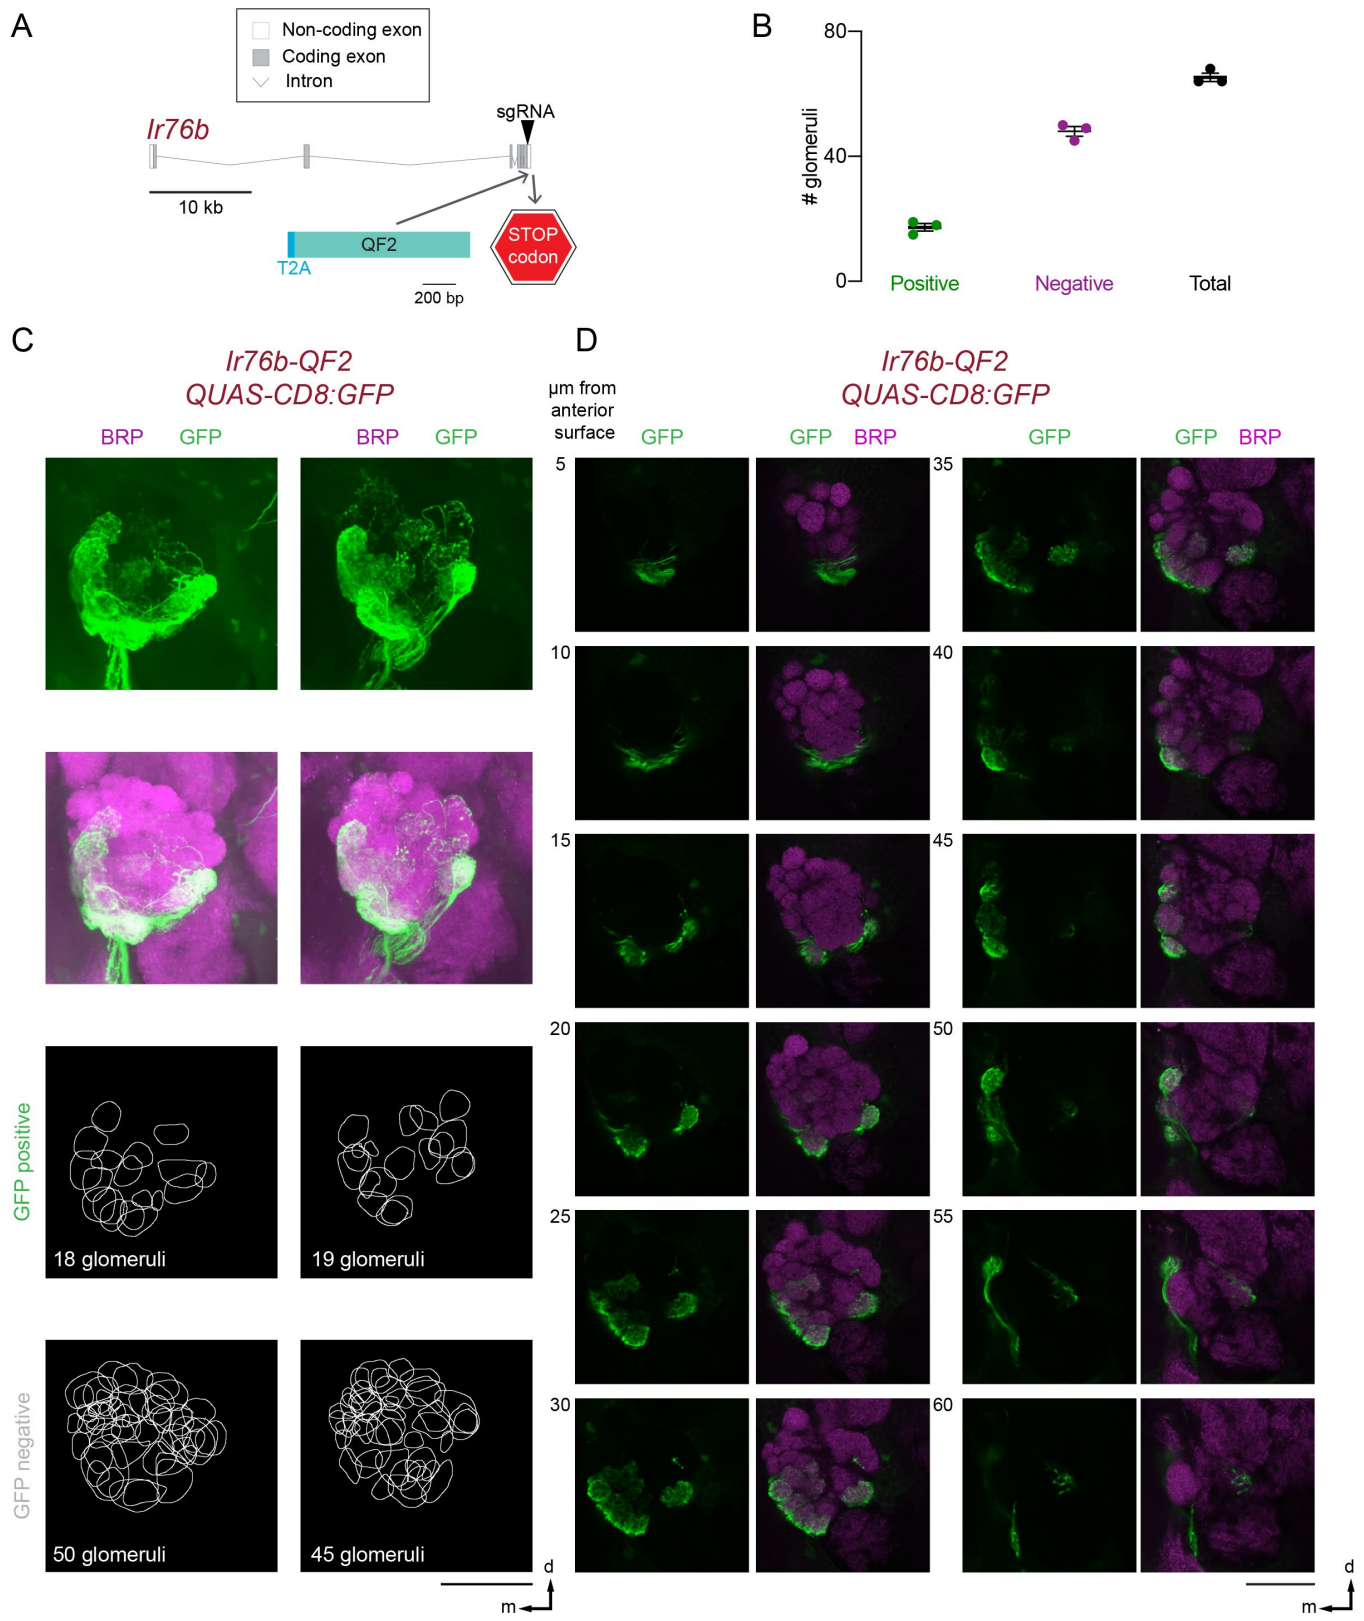 A
Non-coding exon
Coding exon
Intron
Ir76b
sgRNA
10 kb
QF2
T2A
200 bp
STOP
codon
B
80
40
0
# glomeruli
Positive
Negative
Total
C
Ir76b-QF2
QUAS-CD8:GFP
BRP GFP
BRP GFP
GFP positive
18 glomeruli
19 glomeruli
GFP negative
50 glomeruli
45 glomeruli
d
m
D
Ir76b-QF2
QUAS-CD8:GFP
µm from
anterior
surface
GFP
GFP BRP
GFP
GFP BRP
5
10
15
20
25
30
35
40
45
50
55
60
d
m